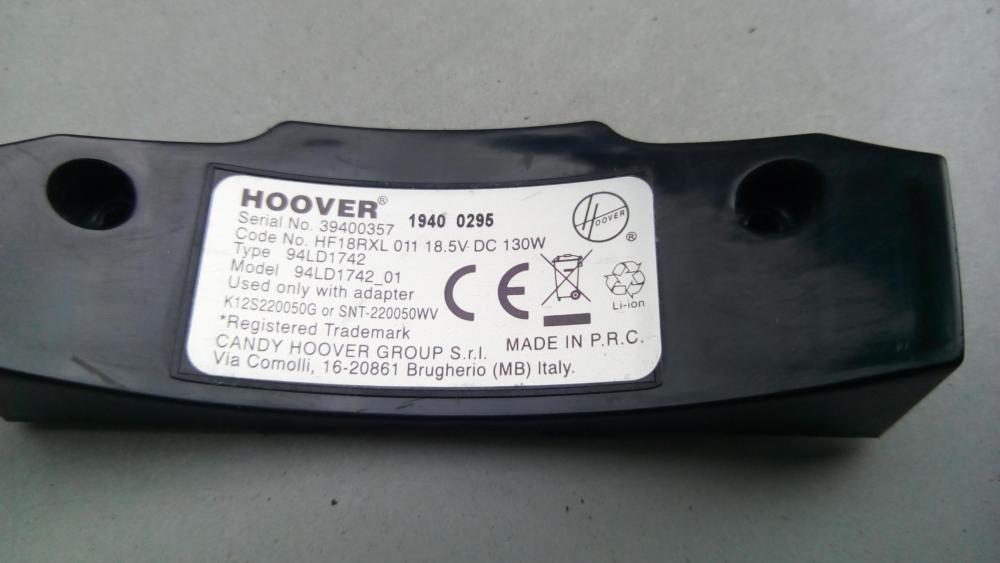 HOOVER®
Serial No. 39400357 1940 0295
Code No. HF18RXL 011 18.5V DC 130W
Type 94LD1742
Model 94LD1742_01
Used only with adapter
K12S220050G or SNT-220050WV
*Registered Trademark
CANDY HOOVER GROUP S.r.l.
Via Comolli, 16-20861 Brugherio (MB) Italy.
HOOVER
®
CE
Li-ion
MADE IN P.R.C.